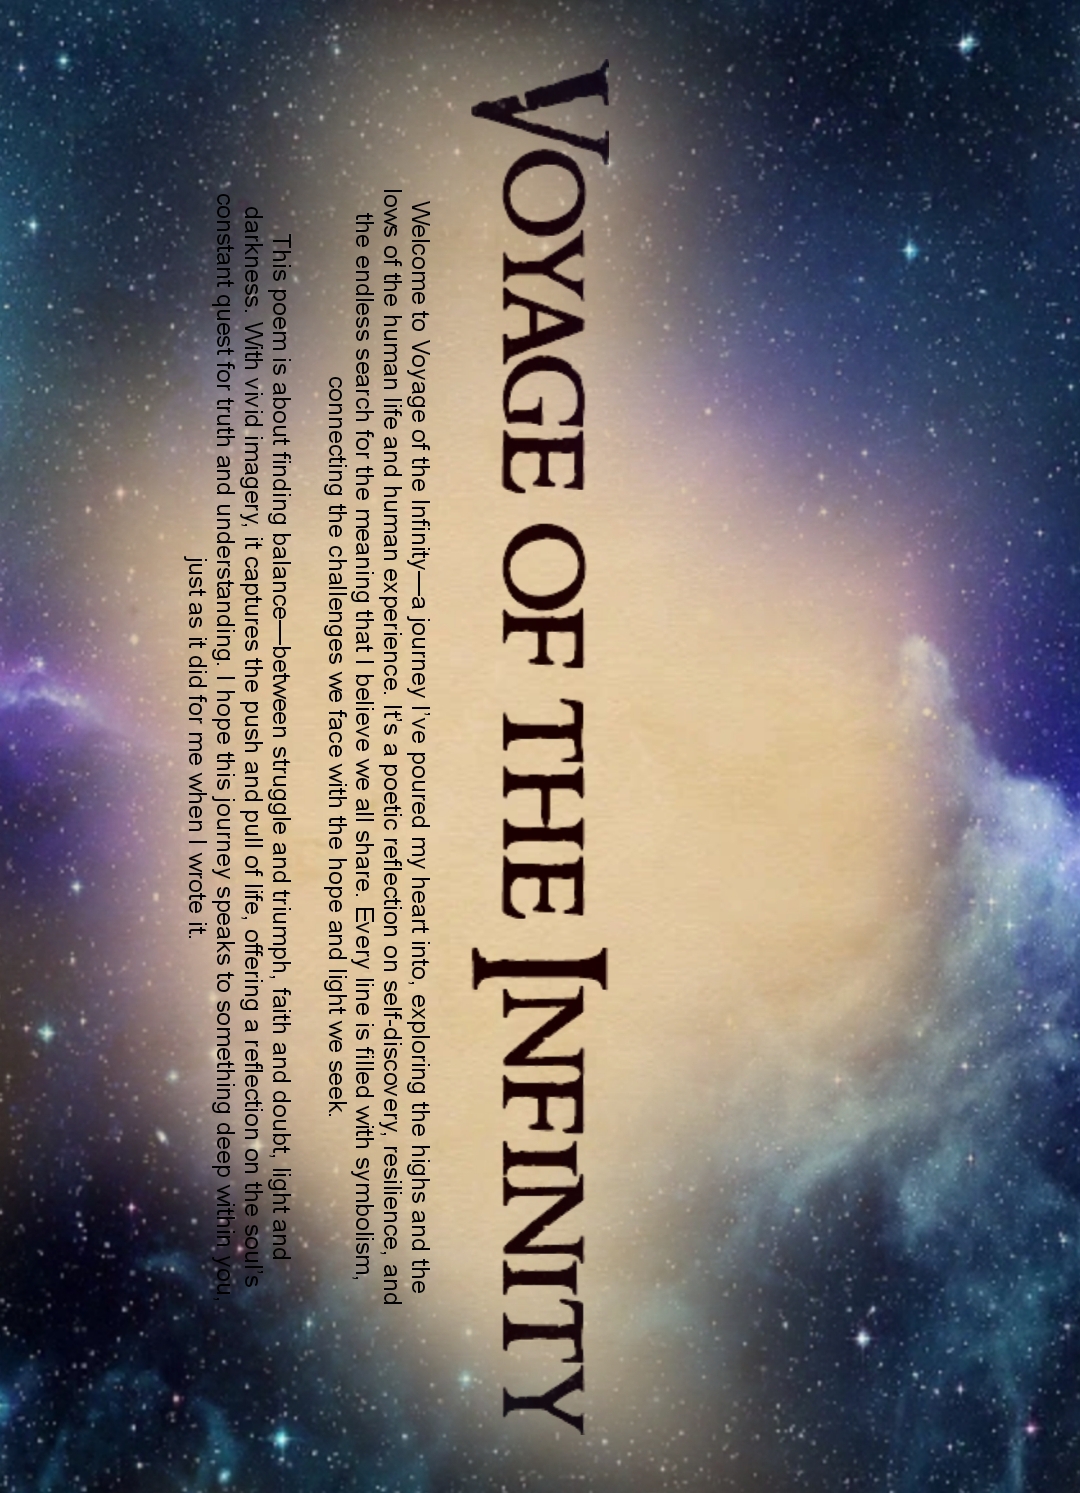 VOYAGE OF THE INFINITY
Welcome to Voyage of the Infinity—a journey I've poured my heart into, exploring the highs and the
lows of the human life and human experience. It's a poetic reflection on self-discovery, resilience, and
the endless search for the meaning that I believe we all share. Every line is filled with symbolism,
connecting the challenges we face with the hope and light we seek.
This poem is about finding balance—between struggle and triumph, faith and doubt, light and
darkness. With vivid imagery, it captures the push and pull of life, offering a reflection on the soul's
constant quest for truth and understanding. I hope this journey speaks to something deep within you,
just as it did for me when I wrote it.